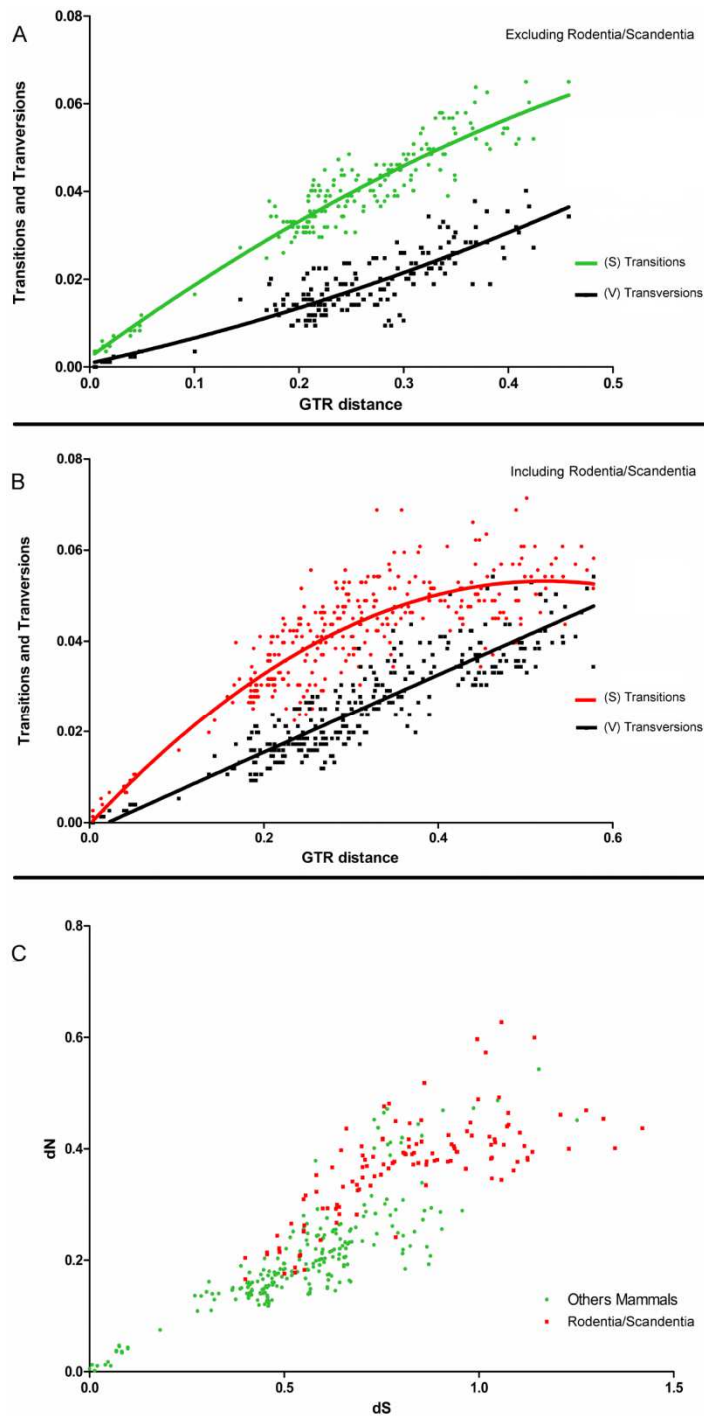 A
Excluding Rodentia/Scandentia
0.08
0.06
0.04
0.02
0.00
Transitions and Tranversions
(S) Transitions
(V) Transversions
0.0 0.1 0.2 0.3 0.4 0.5
GTR distance
B
Including Rodentia/Scandentia
0.08
0.06
0.04
0.02
0.00
Transitions and Tranversions
(S) Transitions
(V) Transversions
0.0 0.2 0.4 0.6
GTR distance
C
0.8
0.6
0.4
0.2
0.0
dN
Others Mammals
Rodentia/Scandentia
0.0 0.5 1.0 1.5
dS